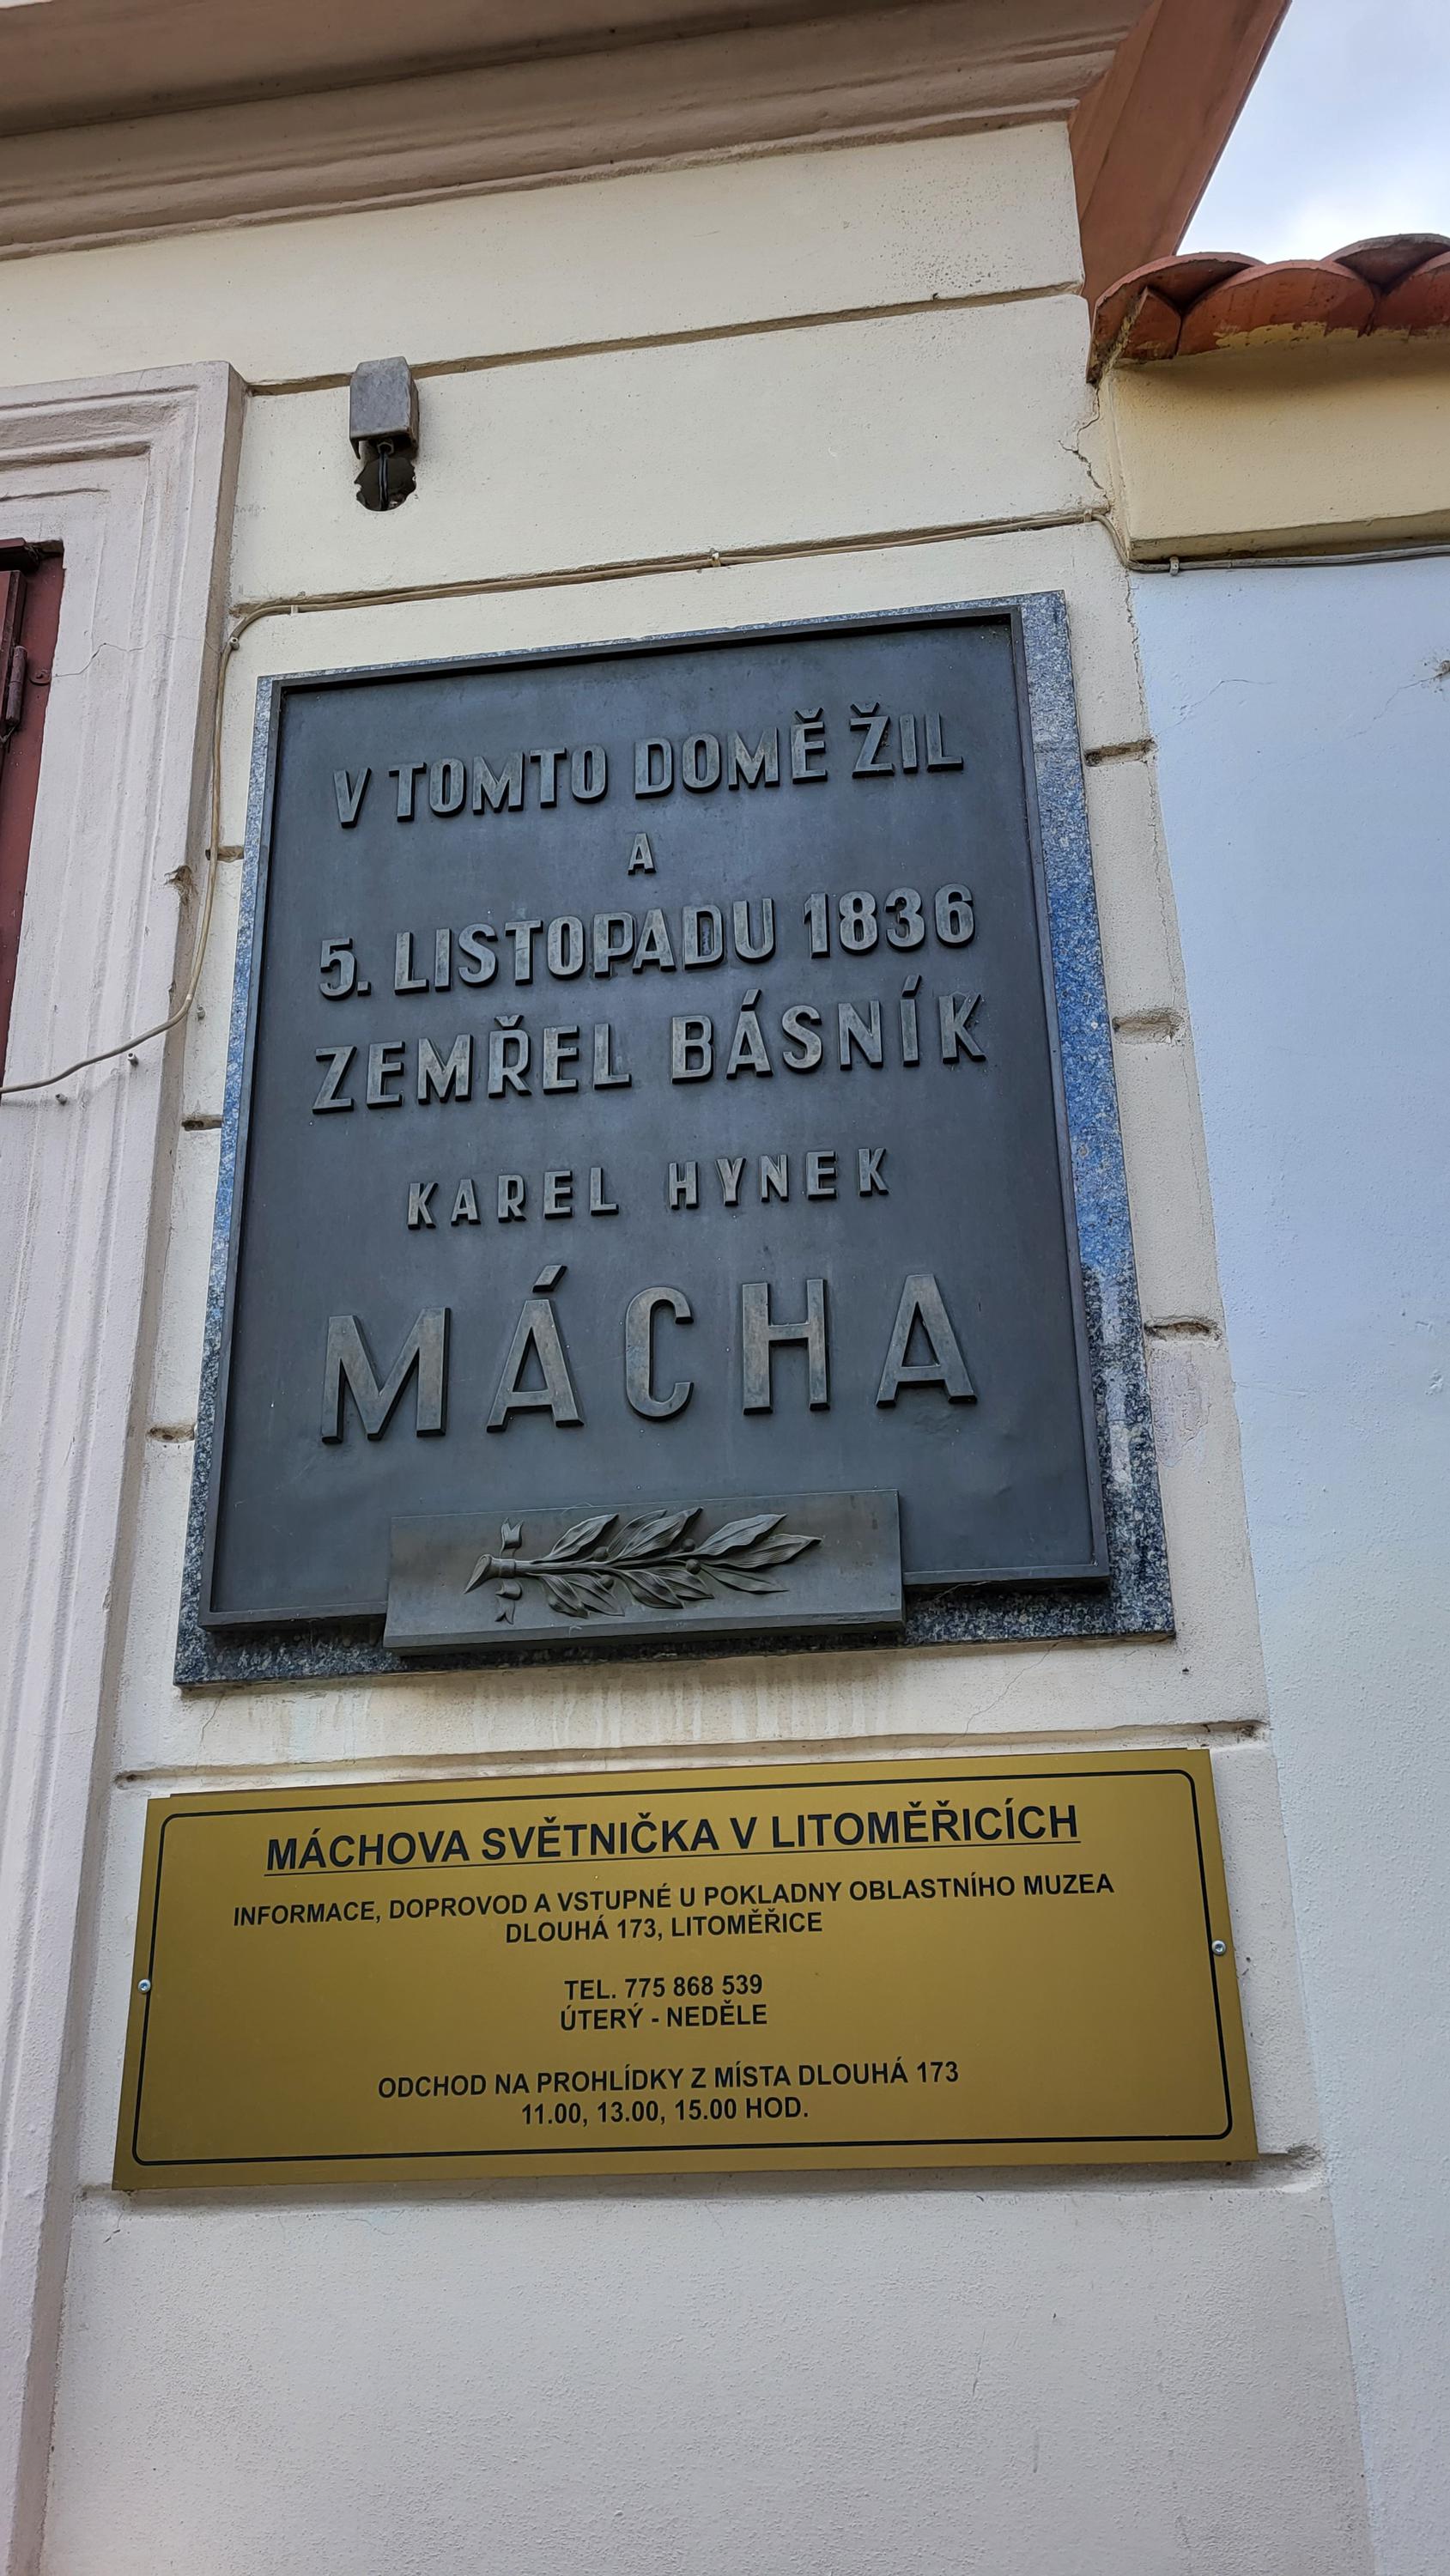 V TOMTO DOMĚ ŽIL
A
5. LISTOPADU 1836
ZEMŘEL BÁSNÍK
KAREL HYNEK
MÁCHA
MÁCHOVA SVĚTNIČKA V LITOMĚŘICÍCH
INFORMACE, DOPROVOD A VSTUPNÉ U POKLADNY OBLASTNÍHO MUZEA
DLOUHÁ 173, LITOMĚŘICE
TEL. 775 868 539
ÚTERÝ - NEDĚLE
ODCHOD NA PROHLÍDKY Z MÍSTA DLOUHÁ 173
11.00, 13.00, 15.00 HOD.